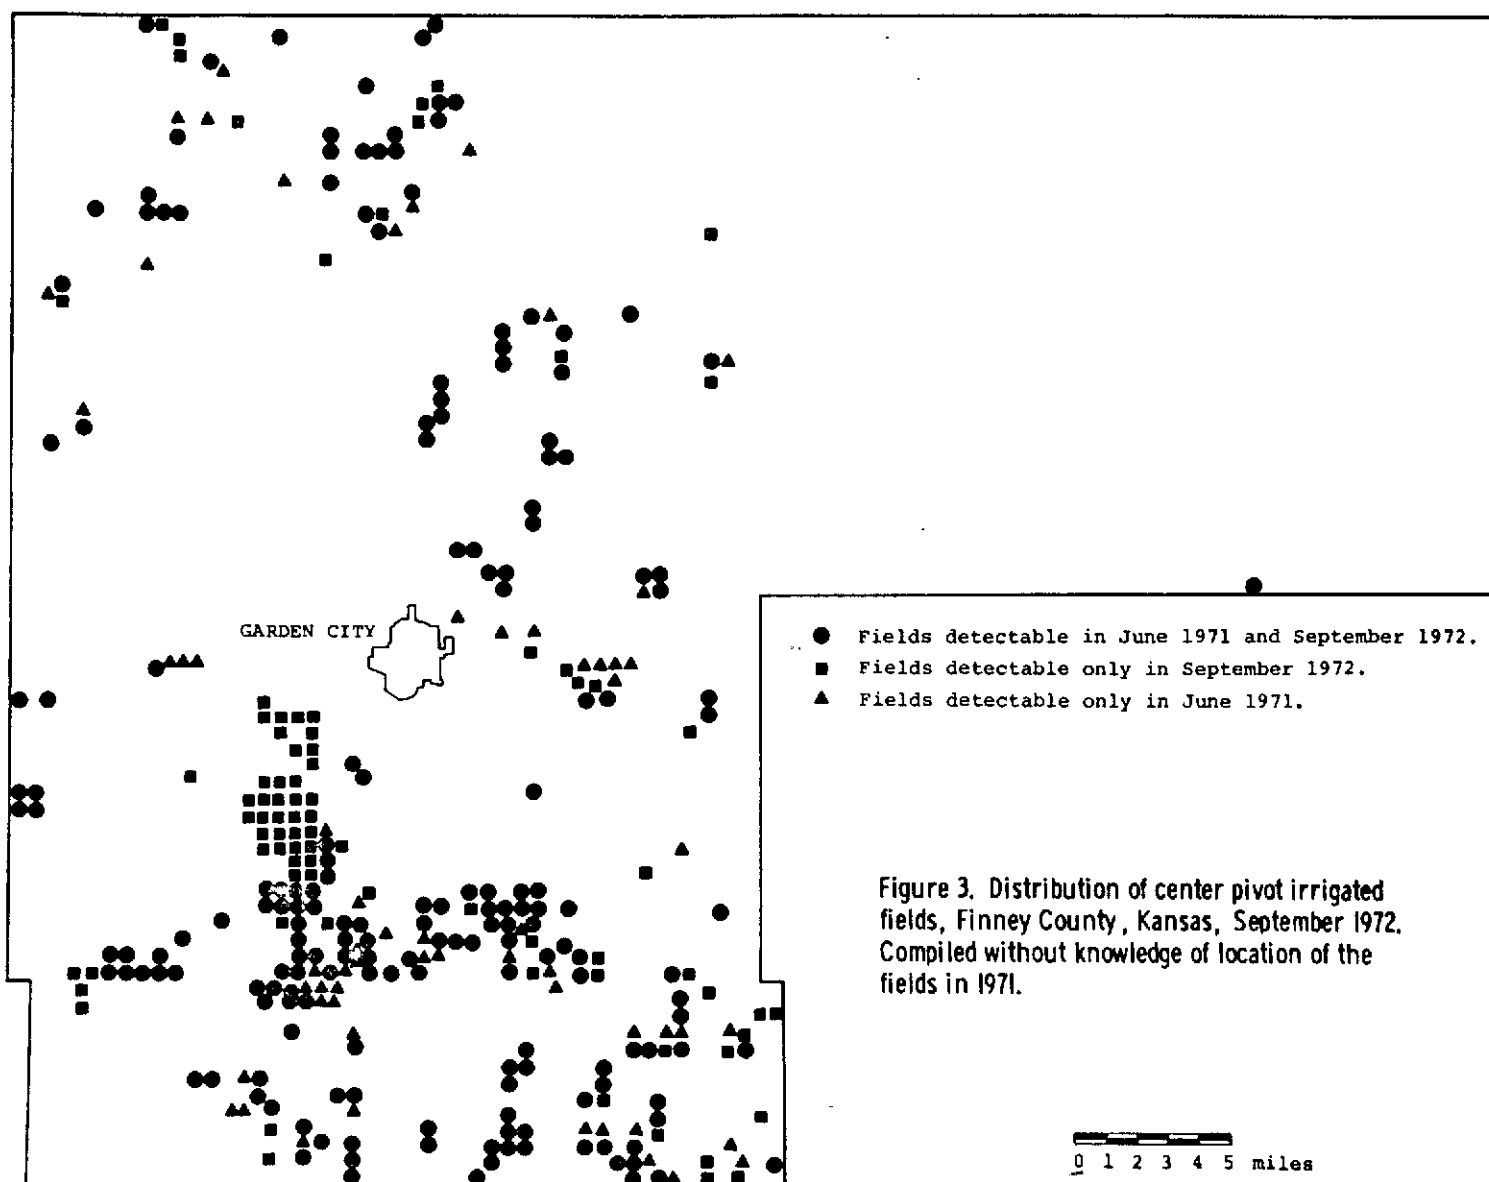 GARDEN CITY
Fields detectable in June 1971 and September 1972.
Fields detectable only in September 1972.
Fields detectable only in June 1971.
Figure 3. Distribution of center pivot irrigated
fields, Finney County, Kansas, September 1972.
Compiled without knowledge of location of the
fields in 1971.
0 1 2 3 4 5 miles